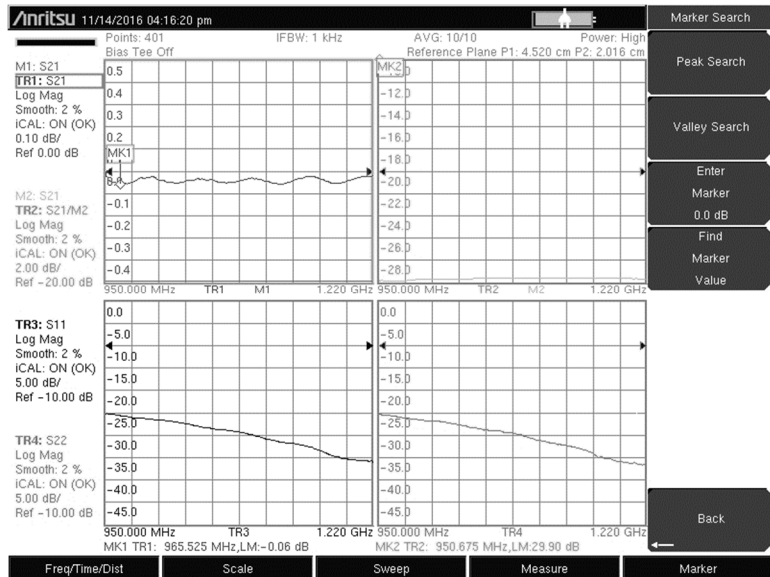 Anritsu 11/14/2016 04:16:20 pm
Marker Search
Points: 401 IFBW: 1 kHz AVG: 10/10 Power: High
Bias Tee Off Reference Plane P1: 4.520 cm P2: 2.016 cm
M1: S21
TR1: S21
Log Mag
Smooth: 2 %
iCAL: ON (OK)
0.10 dB/
Ref 0.00 dB
M2: S21
TR2: S21/M2
Log Mag
Smooth: 2 %
iCAL: ON (OK)
2.00 dB/
Ref -20.00 dB
0.5
0.4
0.3
0.2
MK1
-0.1
-0.2
-0.3
-0.4
950.000 MHz TR1 M1 1.220 GHz
MK2
-12.0
-14.0
-16.0
-18.0
-20.0
-22.0
-24.0
-26.0
-28.0
950.000 MHz TR2 M2 1.220 GHz
TR3: S11
Log Mag
Smooth: 2 %
iCAL: ON (OK)
5.00 dB/
Ref -10.00 dB
TR4: S22
Log Mag
Smooth: 2 %
iCAL: ON (OK)
5.00 dB/
Ref -10.00 dB
0.0
-5.0
-10.0
-15.0
-20.0
-25.0
-30.0
-35.0
-40.0
-45.0
950.000 MHz TR3 1.220 GHz
0.0
-5.0
-10.0
-15.0
-20.0
-25.0
-30.0
-35.0
-40.0
-45.0
950.000 MHz TR4 1.220 GHz
MK1 TR1: 965.525 MHz,LM:-0.06 dB
MK2 TR2: 950.675 MHz,LM:29.90 dB
Peak Search
Valley Search
Enter
Marker
0.0 dB
Find
Marker
Value
Back
Freq/Time/Dist Scale Sweep Measure Marker